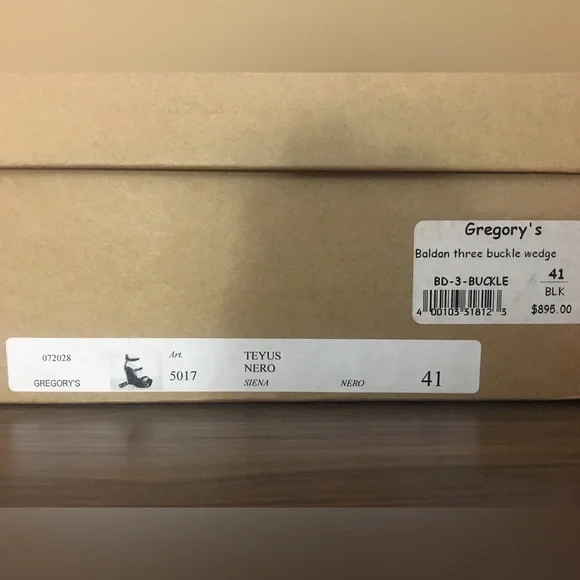 Gregory's
Baldan three buckle wedge
BD-3-BUCKLE
41
BLK
4 00103 31812 3
$895.00
072028
GREGORY'S
Art.
5017
TEYUS
NERO
SIENA
NERO
41